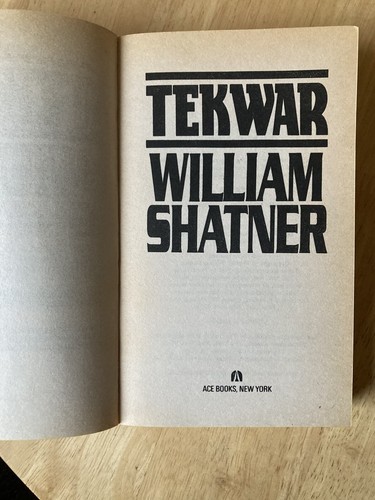 TEKWAR
WILLIAM
SHATNER
ACE BOOKS, NEW YORK